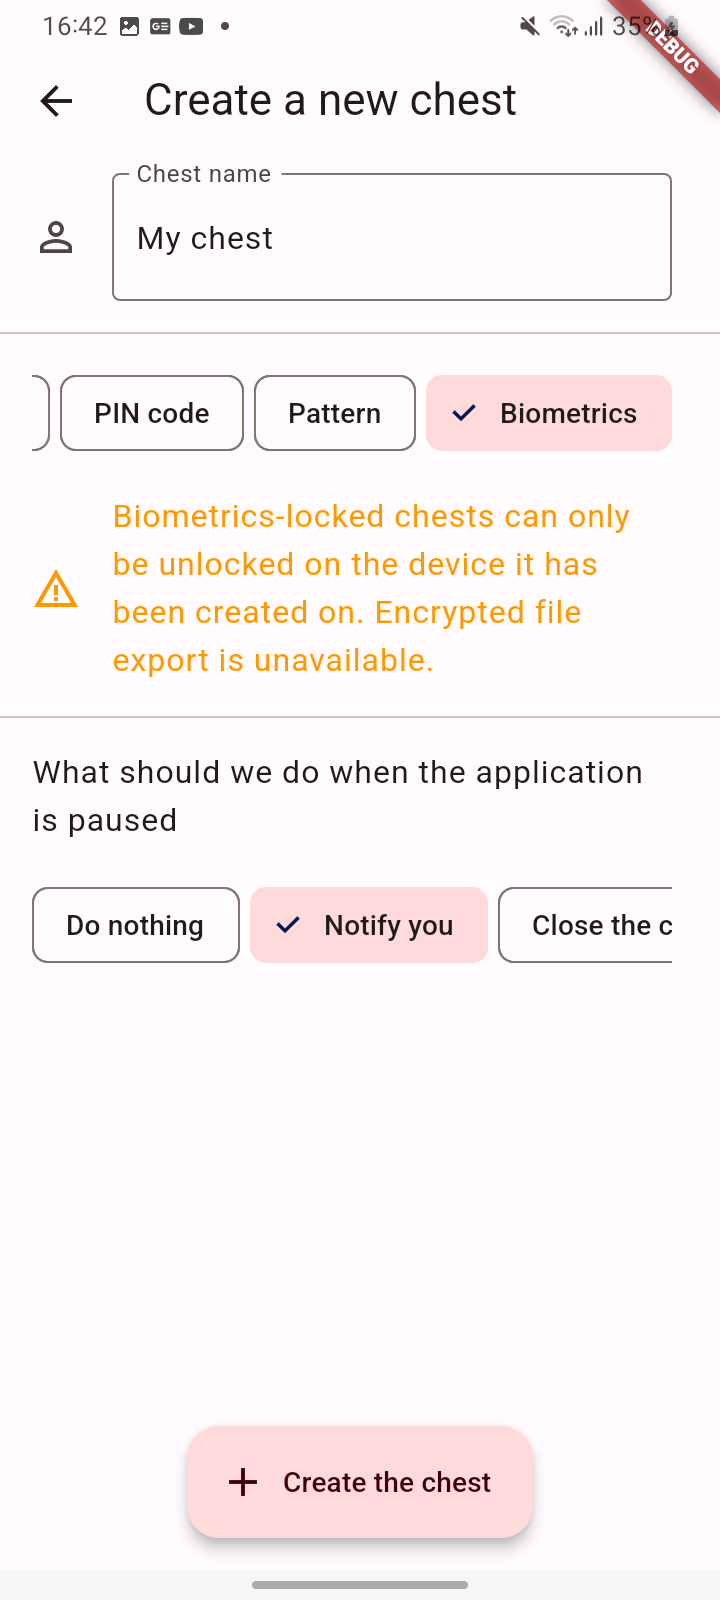 16:42
35%
DEBUG
Create a new chest
Chest name
My chest
PIN code
Pattern
Biometrics
Biometrics-locked chests can only
be unlocked on the device it has
been created on. Encrypted file
export is unavailable.
What should we do when the application
is paused
Do nothing
Notify you
Close the c
Create the chest